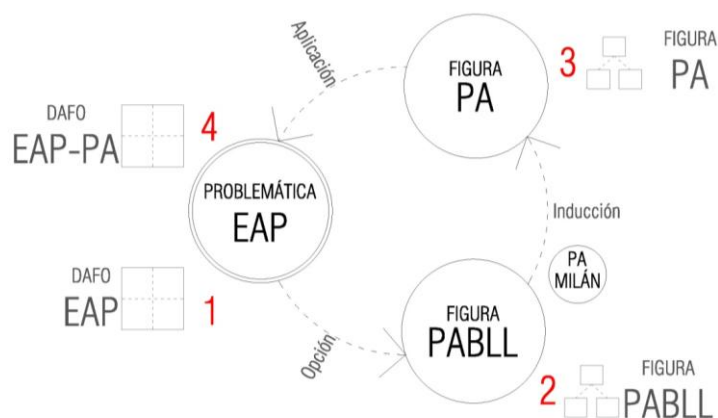 Aplicación
FIGURA
PA
3
FIGURA
PA
DAFO
EAP-PA
4
PROBLEMÁTICA
EAP
Inducción
PA
MILÁN
DAFO
EAP
1
FIGURA
PABLL
Opción
2
FIGURA
PABLL